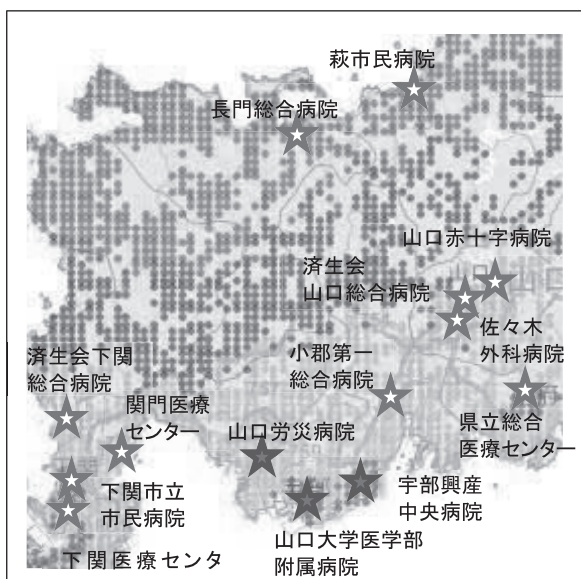 萩市民病院
長門総合病院
山口赤十字病院
済生会
山口総合病院
佐々木
外科病院
済生会下関
総合病院
小郡第一
総合病院
関門医療
センター
山口労災病院
県立総合
医療センター
下関市立
市民病院
宇部興産
中央病院
山口大学医学部
附属病院
下関医療センタ